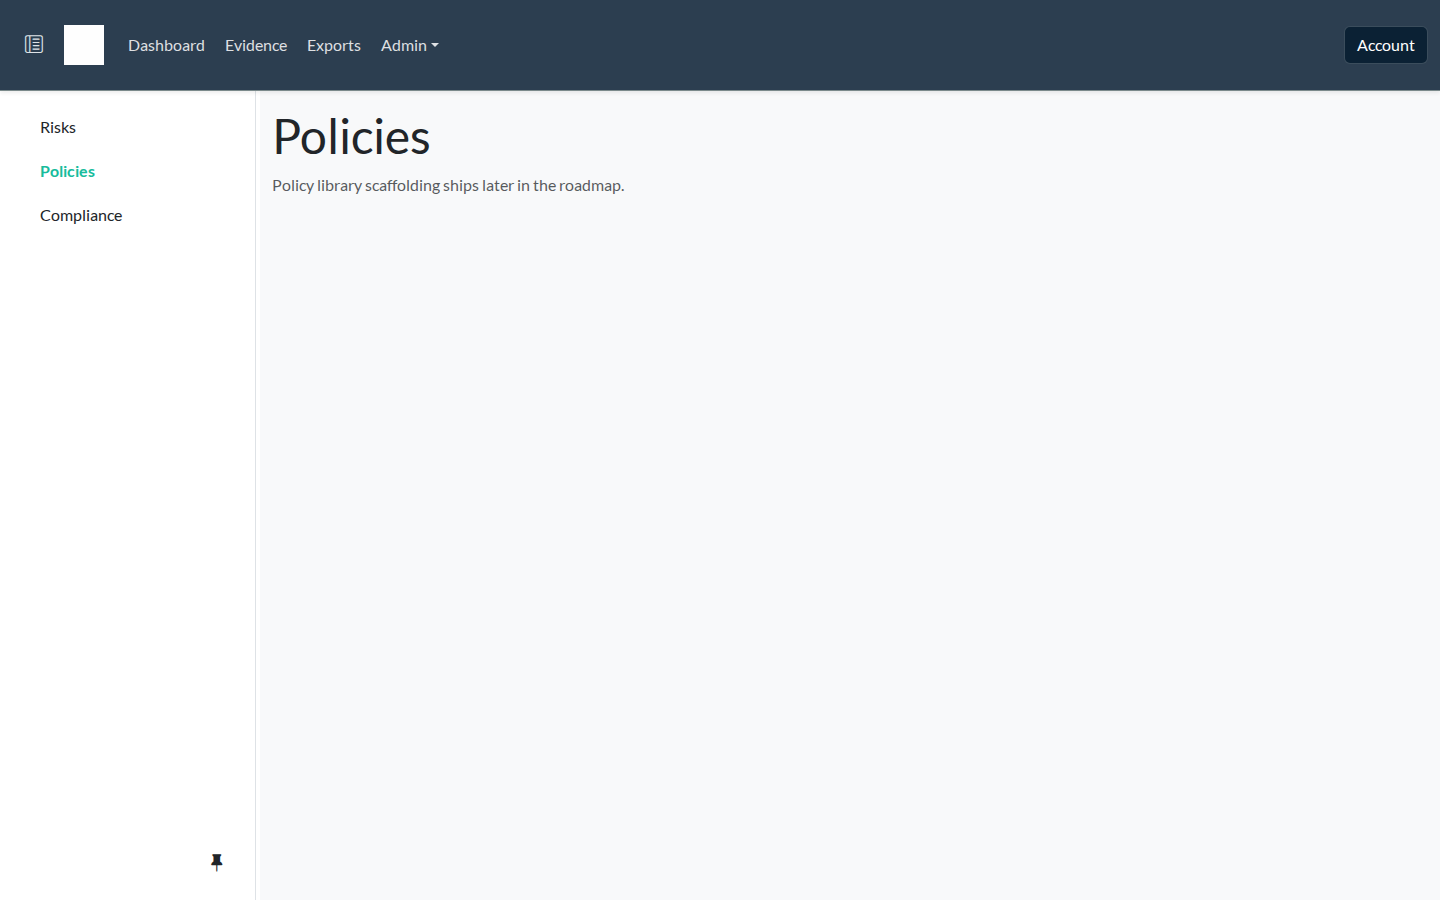 Dashboard Evidence Exports Admin Account
Risks
Policies
Compliance
Policies
Policy library scaffolding ships later in the roadmap.